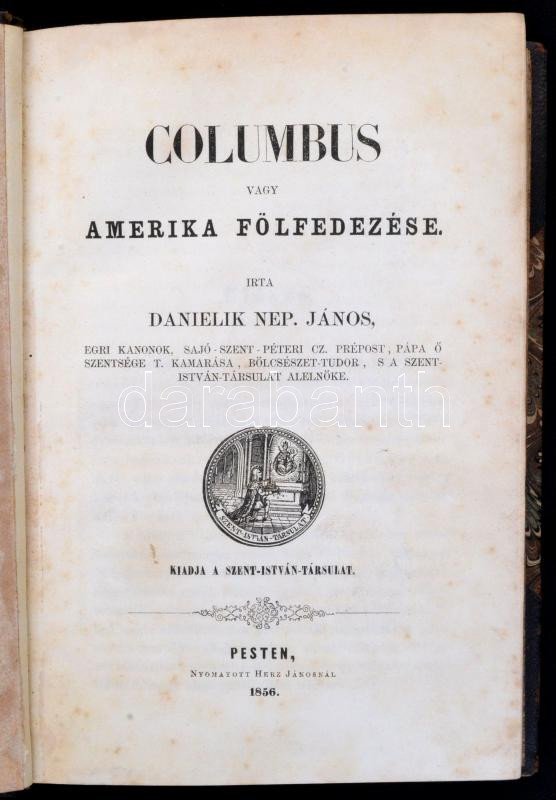 COLUMBUS
VAGY
AMERIKA FÖLFEDEZÉSE.
IRTA
DANIELIK NEP. JÁNOS,
EGRI KANONOK, SAJÓ-SZENT-PÉTERI CZ. PRÉPOST, PÁPA Ő
SZENTSÉGE T. KAMARÁSA, BÖLCSÉSZET-TUDOR, S A SZENT-
ISTVÁN-TÁRSULAT ALELNÖKE.
darabanth
SZENT-ISTVÁN-TÁRSULAT
KIADJA A SZENT-ISTVÁN-TÁRSULAT.
PESTEN,
NYOMATOTT HERZ JÁNOSNÁL
1856.